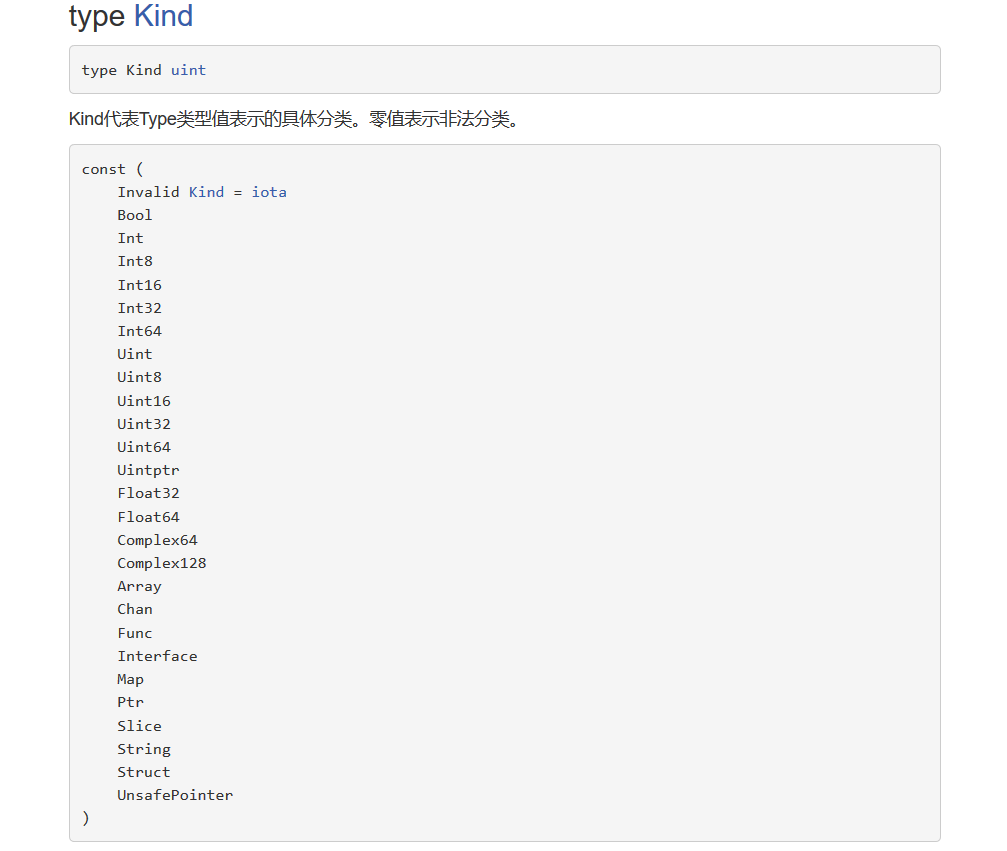 type Kind
type Kind uint
Kind代表Type类型值表示的具体分类。零值表示非法分类。
const (
    Invalid Kind = iota
    Bool
    Int
    Int8
    Int16
    Int32
    Int64
    Uint
    Uint8
    Uint16
    Uint32
    Uint64
    Uintptr
    Float32
    Float64
    Complex64
    Complex128
    Array
    Chan
    Func
    Interface
    Map
    Ptr
    Slice
    String
    Struct
    UnsafePointer
)